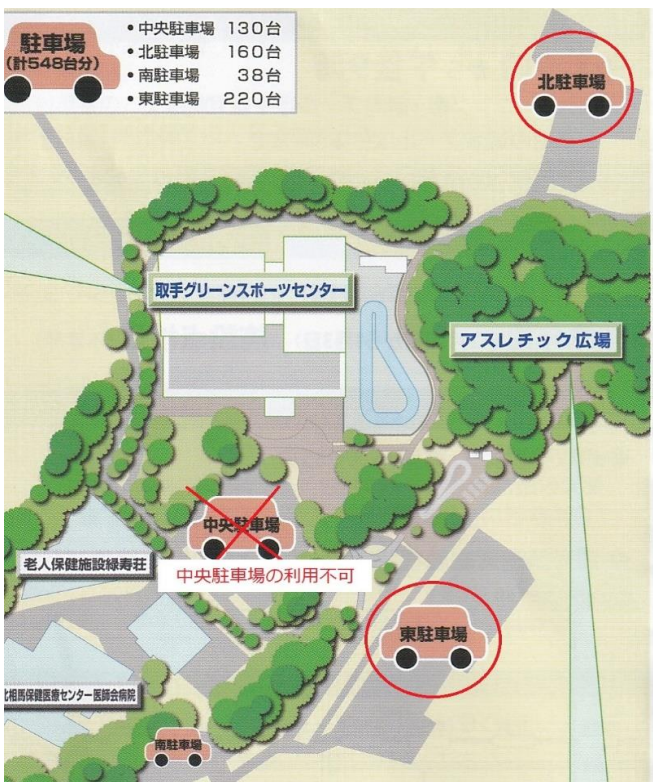 駐車場
(計548台分)
•中央駐車場 130台
•北駐車場 160台
•南駐車場 38台
•東駐車場 220台
北駐車場
取手グリーンスポーツセンター
アスレチック広場
中央駐車場
中央駐車場の利用不可
老人保健施設緑寿荘
東駐車場
北相馬保健医療センター医師会病院
南駐車場